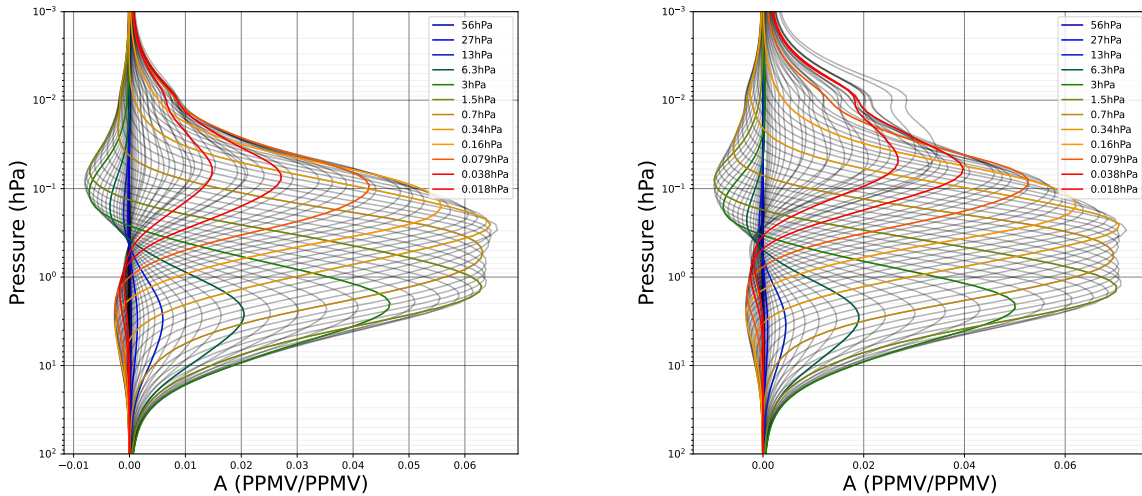 10⁻³
10⁻²
10⁻¹
10⁰
10¹
10²
Pressure (hPa)
−0.01 0.00 0.01 0.02 0.03 0.04 0.05 0.06
A (PPMV/PPMV)
56hPa
27hPa
13hPa
6.3hPa
3hPa
1.5hPa
0.7hPa
0.34hPa
0.16hPa
0.079hPa
0.038hPa
0.018hPa
10⁻³
10⁻²
10⁻¹
10⁰
10¹
10²
Pressure (hPa)
0.00 0.02 0.04 0.06
A (PPMV/PPMV)
56hPa
27hPa
13hPa
6.3hPa
3hPa
1.5hPa
0.7hPa
0.34hPa
0.16hPa
0.079hPa
0.038hPa
0.018hPa